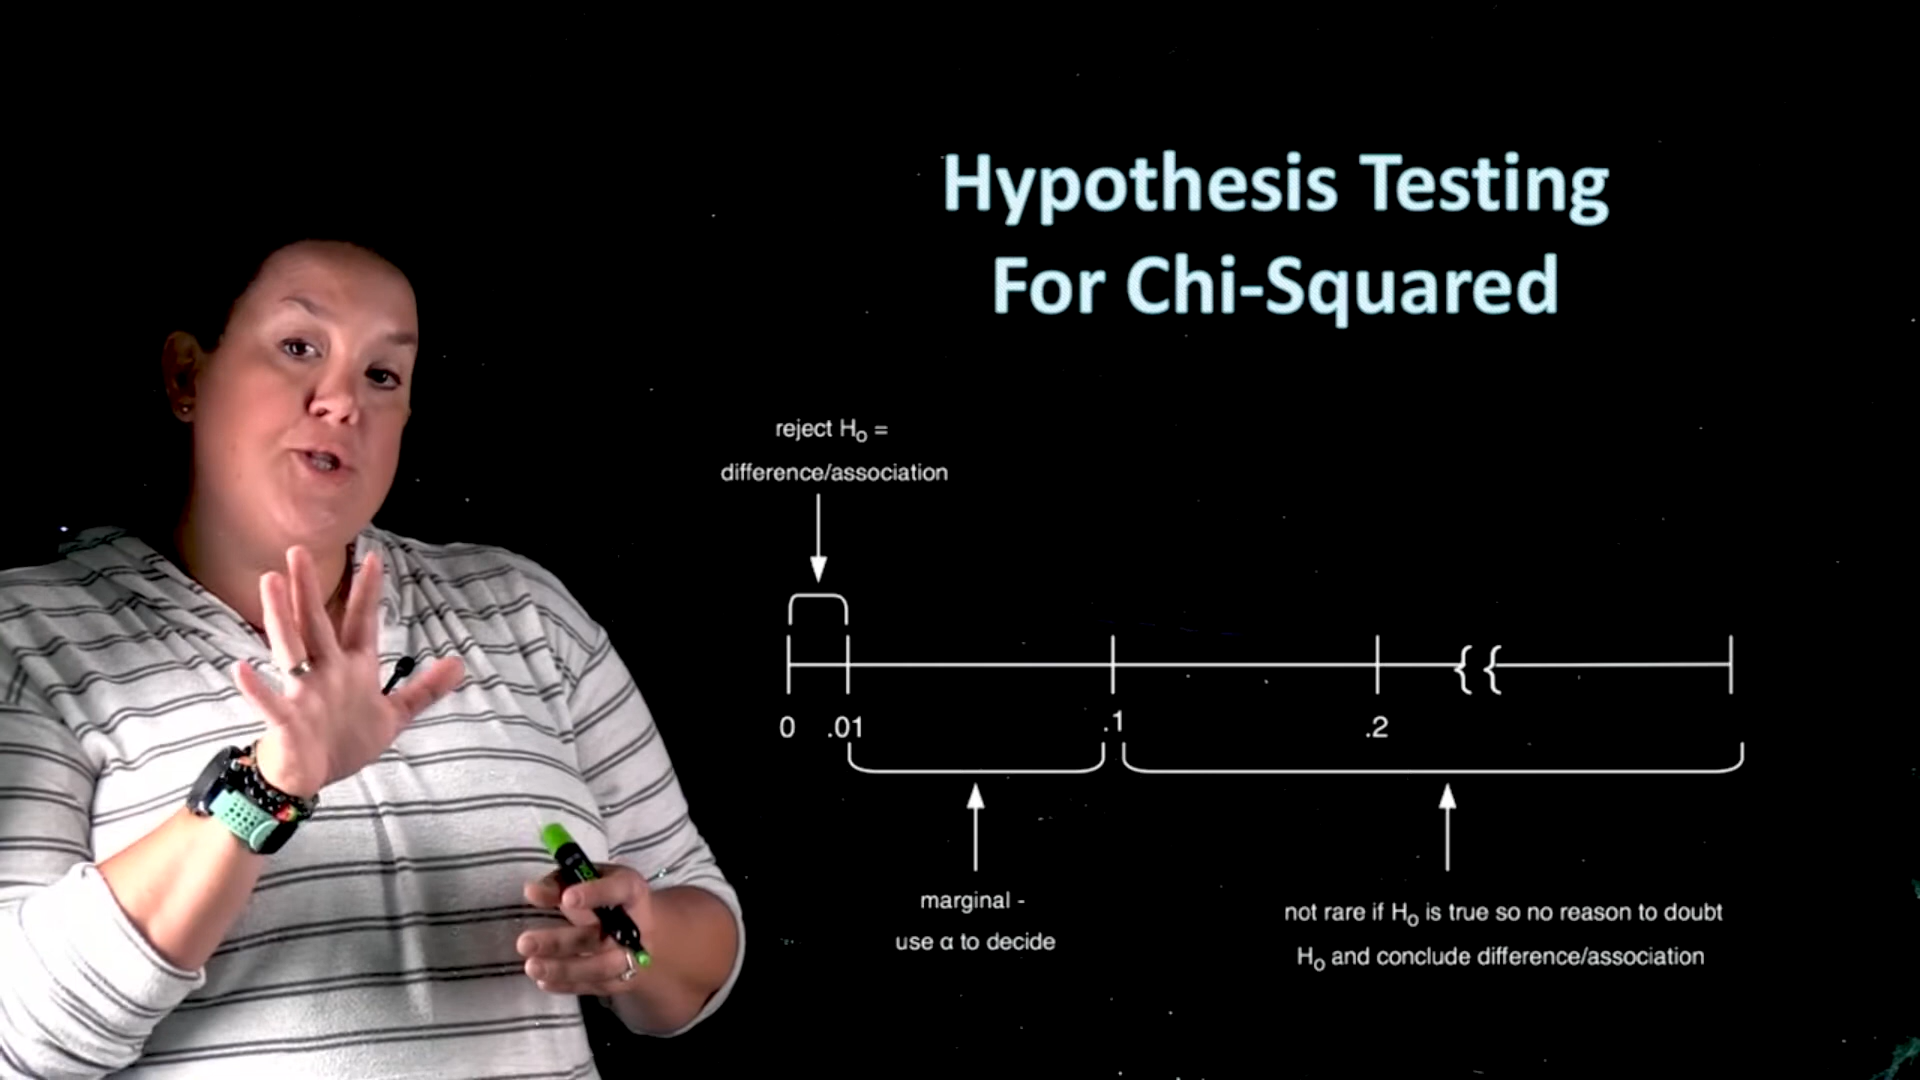 Hypothesis Testing
For Chi-Squared
reject H₀ =
difference/association
0 .01 .1 .2
marginal -
use α to decide
not rare if H₀ is true so no reason to doubt
H₀ and conclude difference/association